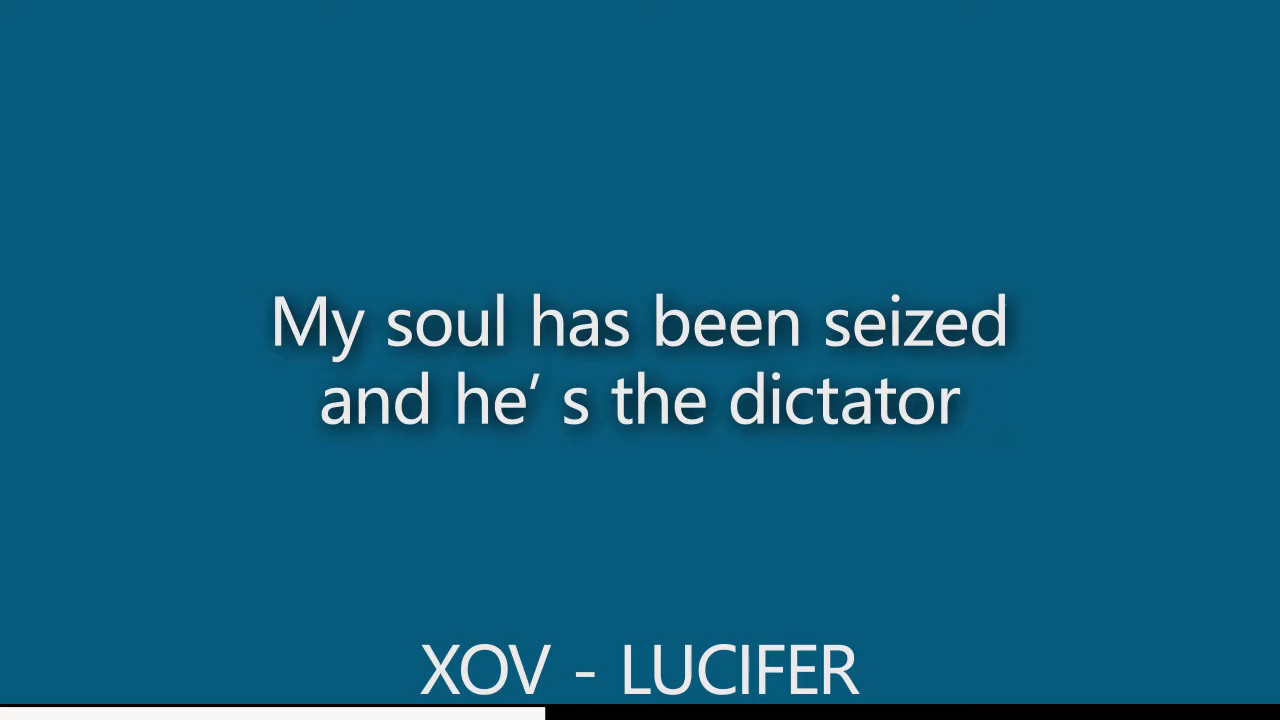 My soul has been seized
and he’ s the dictator
XOV - LUCIFER